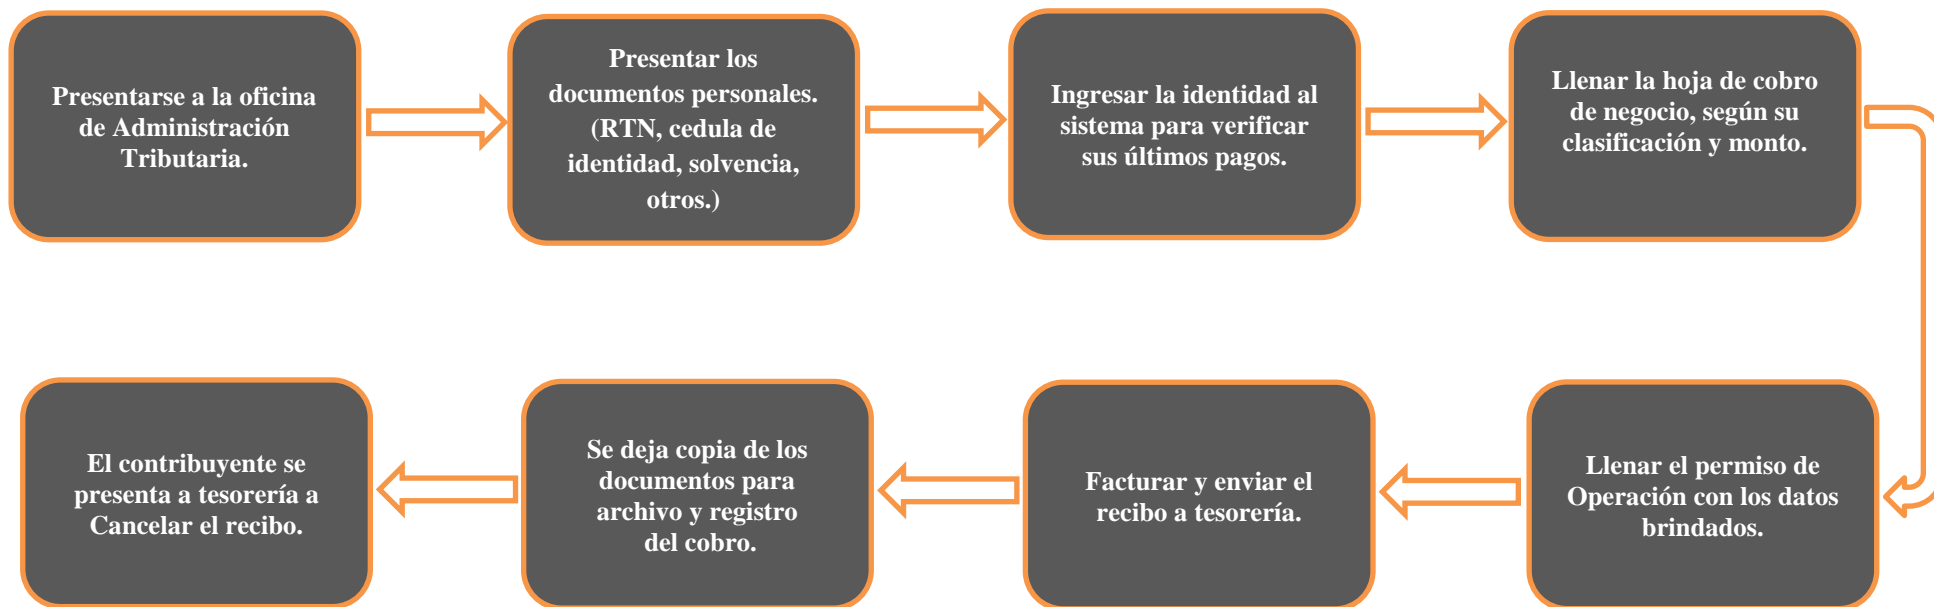 Presentarse a la oficina
de Administración
Tributaria.
Presentar los
documentos personales.
(RTN, cedula de
identidad, solvencia,
otros.)
Ingresar la identidad al
sistema para verificar
sus últimos pagos.
Llenar la hoja de cobro
de negocio, según su
clasificación y monto.
Llenar el permiso de
Operación con los datos
brindados.
Facturar y enviar el
recibo a tesorería.
Se deja copia de los
documentos para
archivo y registro
del cobro.
El contribuyente se
presenta a tesorería a
Cancelar el recibo.